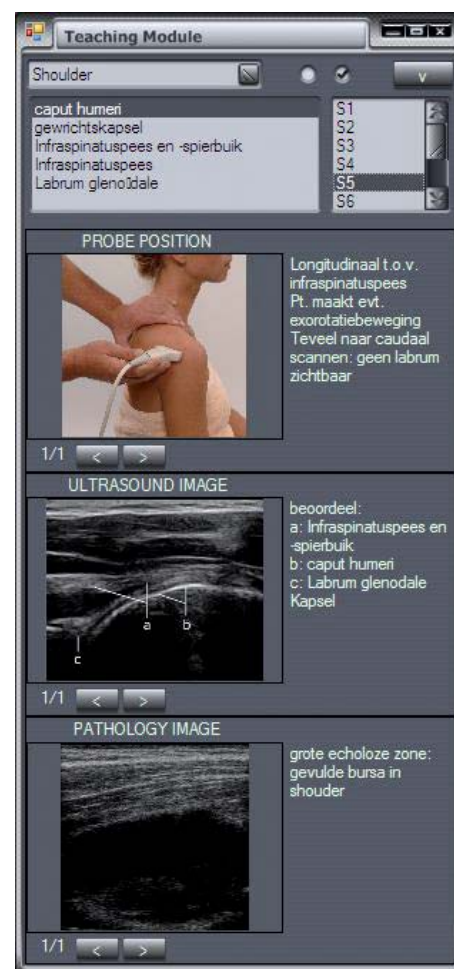 Teaching Module
Shoulder
v
caput humeri
gewrichtskapsel
Infraspinatuspees en -spierbuik
Infraspinatuspees
Labrum glenoïdale
S1
S2
S3
S4
S5
S6
PROBE POSITION
Longitudinaal t.o.v.
infraspinatuspees
Pt. maakt evt.
exorotatiebeweging
Teveel naar caudaal
scannen: geen labrum
zichtbaar
1/1 < >
ULTRASOUND IMAGE
a
b
c
beoordeel:
a: Infraspinatuspees en
-spierbuik
b: caput humeri
c: Labrum glenodale
Kapsel
1/1 < >
PATHOLOGY IMAGE
grote echoloze zone:
gevulde bursa in
shouder
1/1 < >